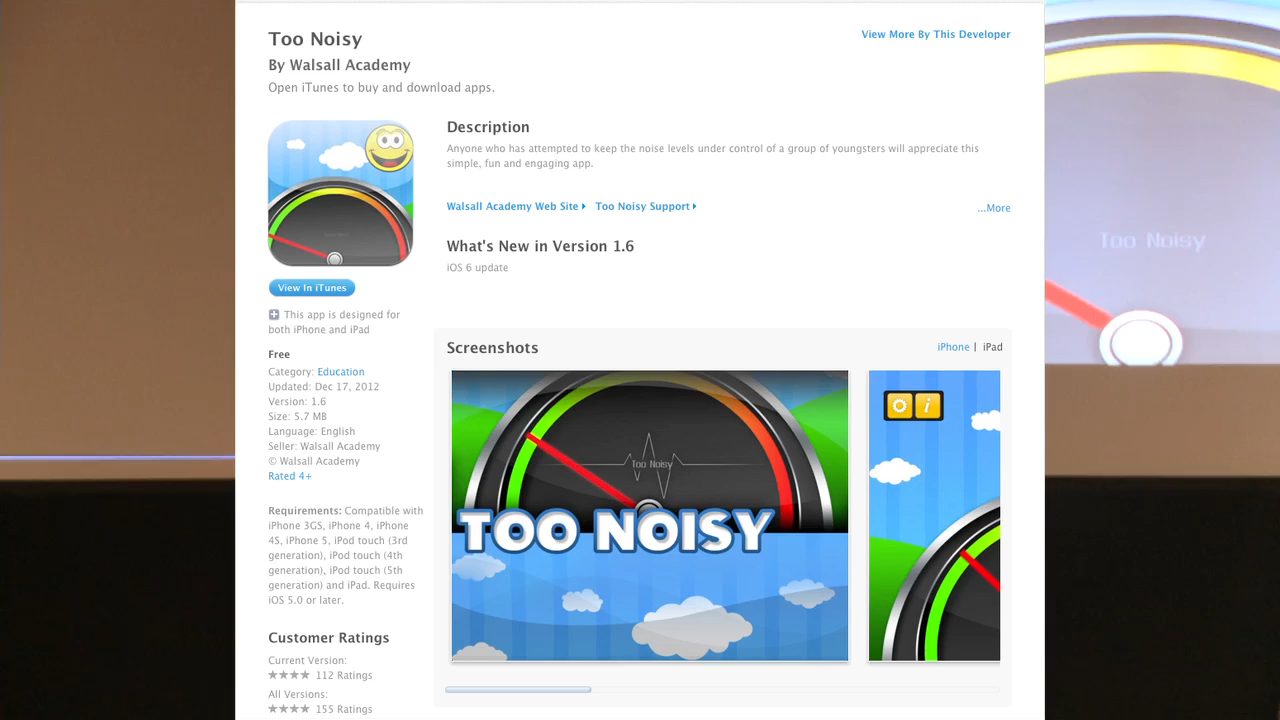 Too Noisy
View More By This Developer
By Walsall Academy
Open iTunes to buy and download apps.
Description
Anyone who has attempted to keep the noise levels under control of a group of youngsters will appreciate this
simple, fun and engaging app.
Walsall Academy Web Site
Too Noisy Support
...More
What's New in Version 1.6
iOS 6 update
View In iTunes
This app is designed for
both iPhone and iPad
Free
Category: Education
Updated: Dec 17, 2012
Version: 1.6
Size: 5.7 MB
Language: English
Seller: Walsall Academy
© Walsall Academy
Rated 4+
Requirements: Compatible with
iPhone 3GS, iPhone 4, iPhone
4S, iPhone 5, iPod touch (3rd
generation), iPod touch (4th
generation), iPod touch (5th
generation) and iPad. Requires
iOS 5.0 or later.
Customer Ratings
Current Version:
112 Ratings
All Versions:
155 Ratings
Screenshots
iPhone | iPad
Too Noisy
TOO NOISY
i
Too Noisy